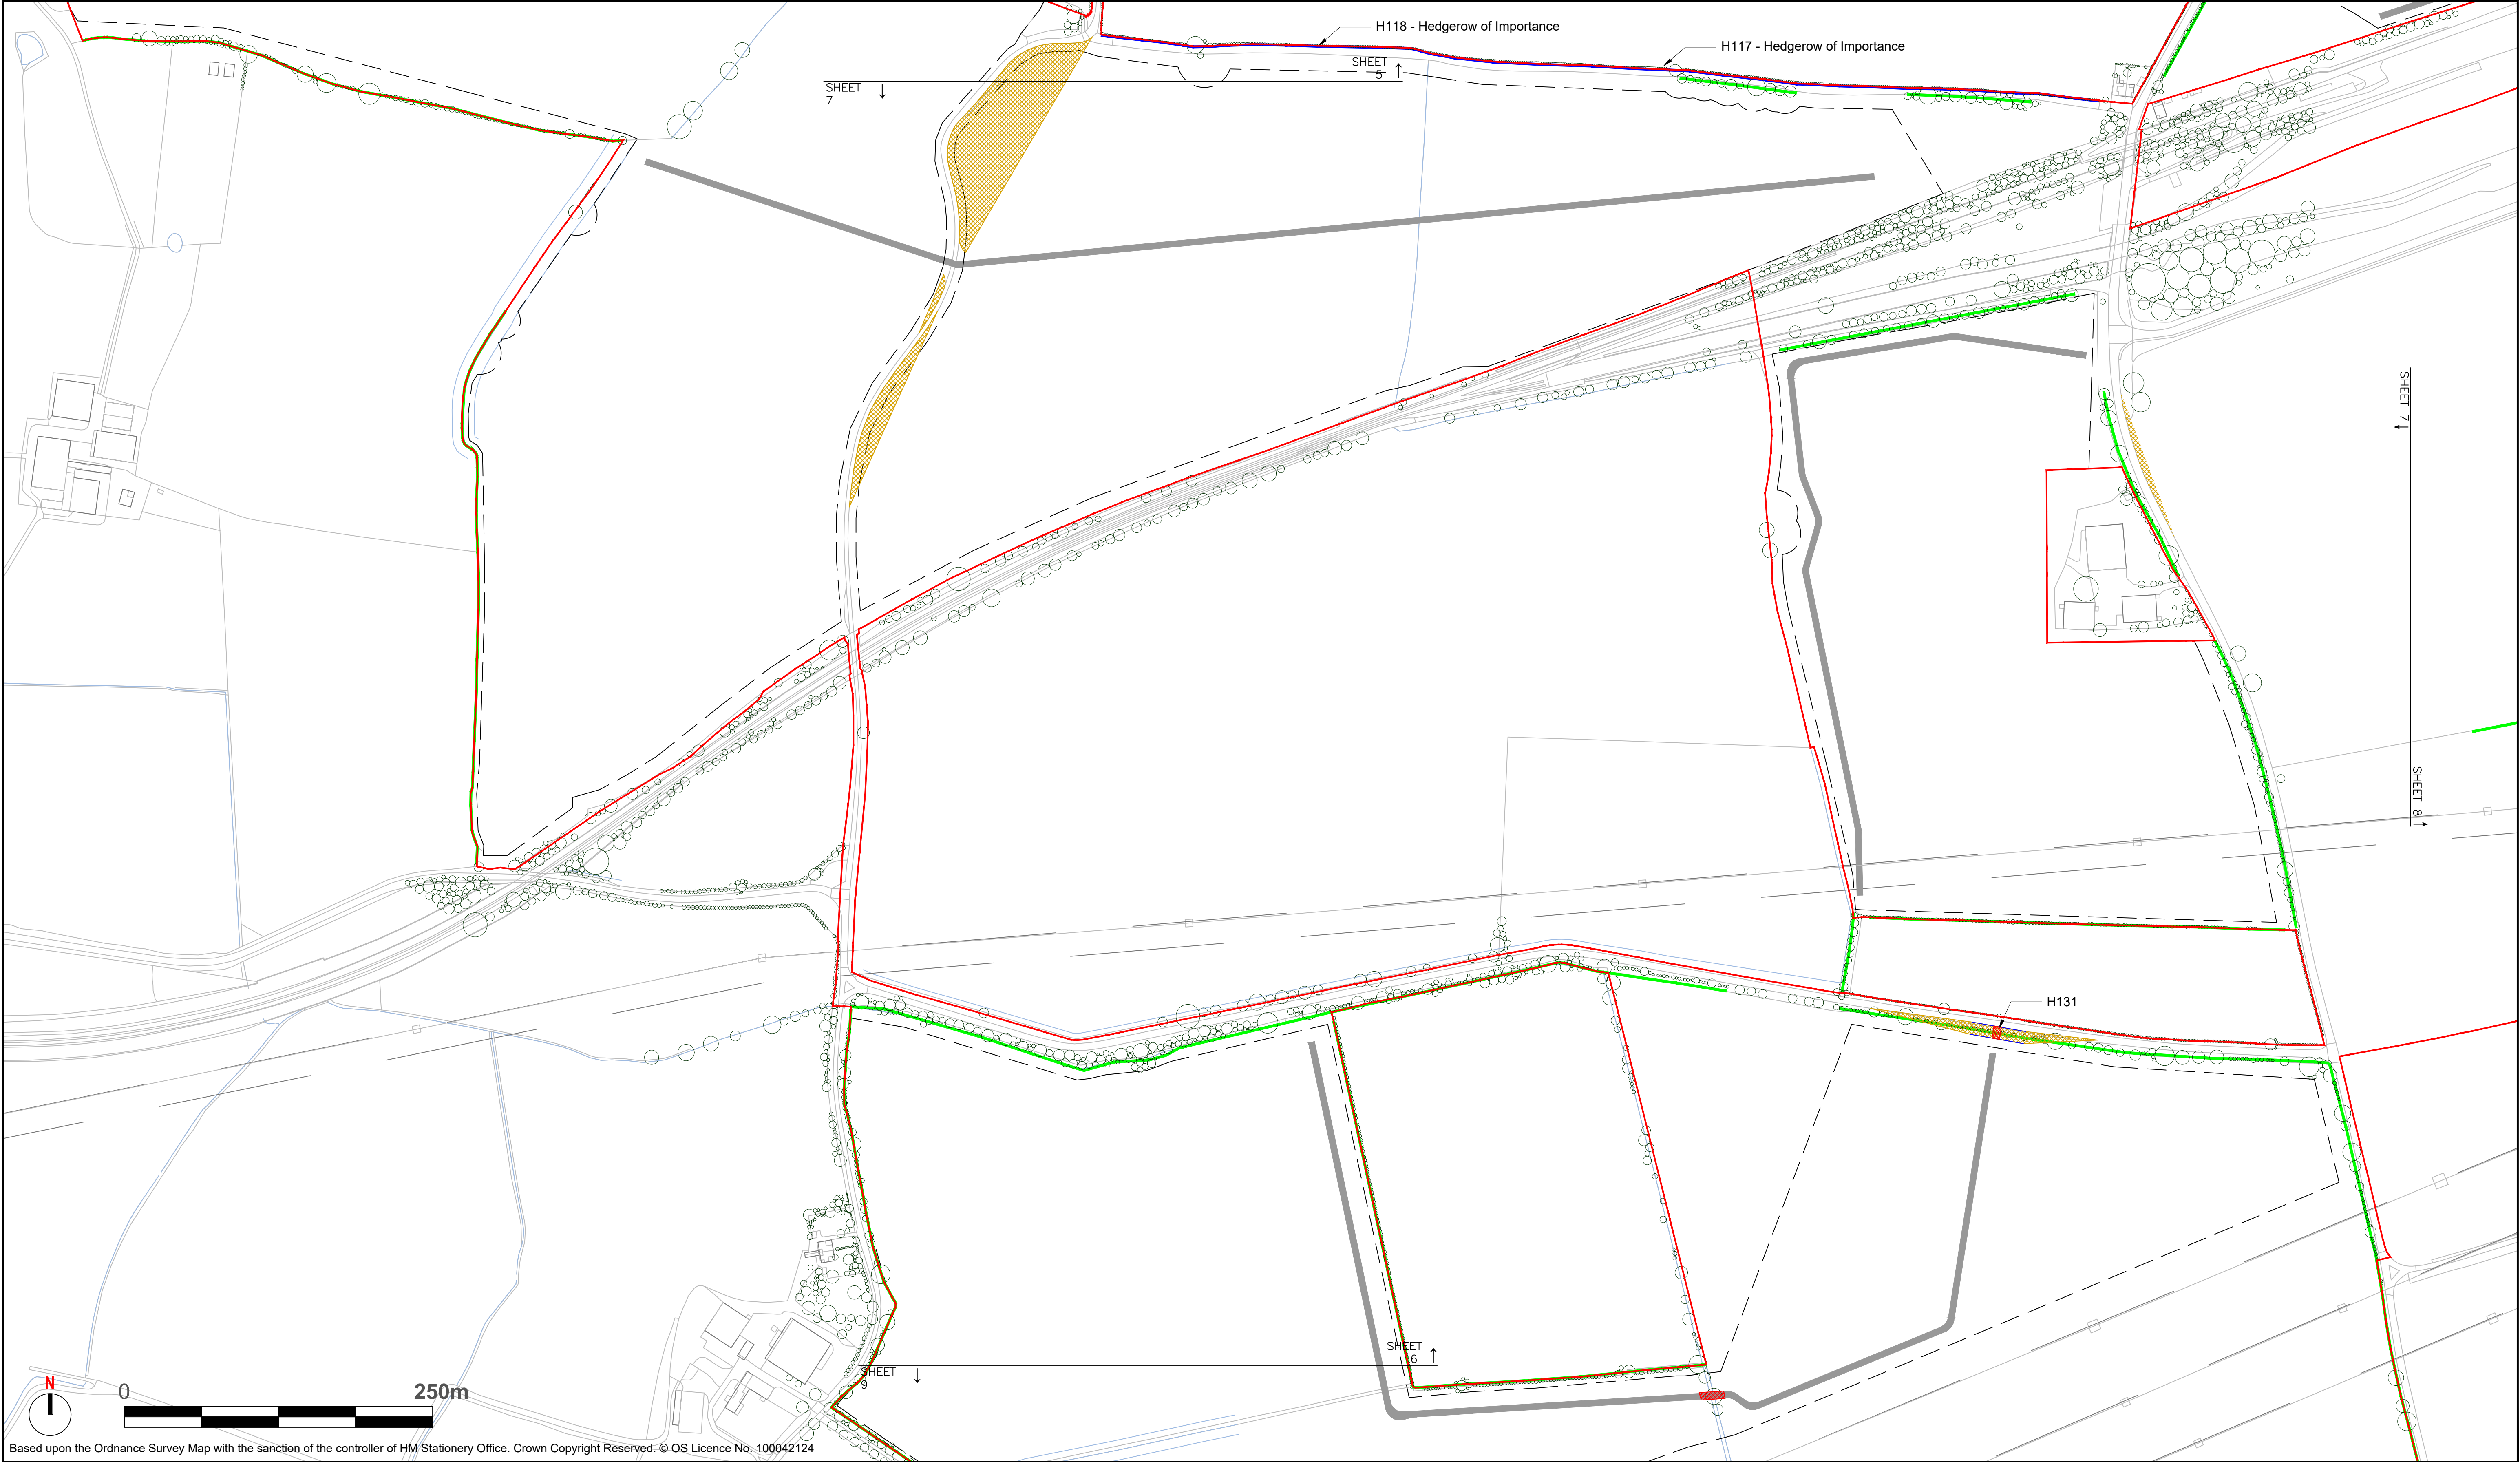 H118 - Hedgerow of Importance
H117 - Hedgerow of Importance
SHEET
5
SHEET
7
SHEET 7
SHEET 8
H131
SHEET
6
SHEET
9
N
0
250m
Based upon the Ordnance Survey Map with the sanction of the controller of HM Stationery Office. Crown Copyright Reserved. © OS Licence No. 100042124